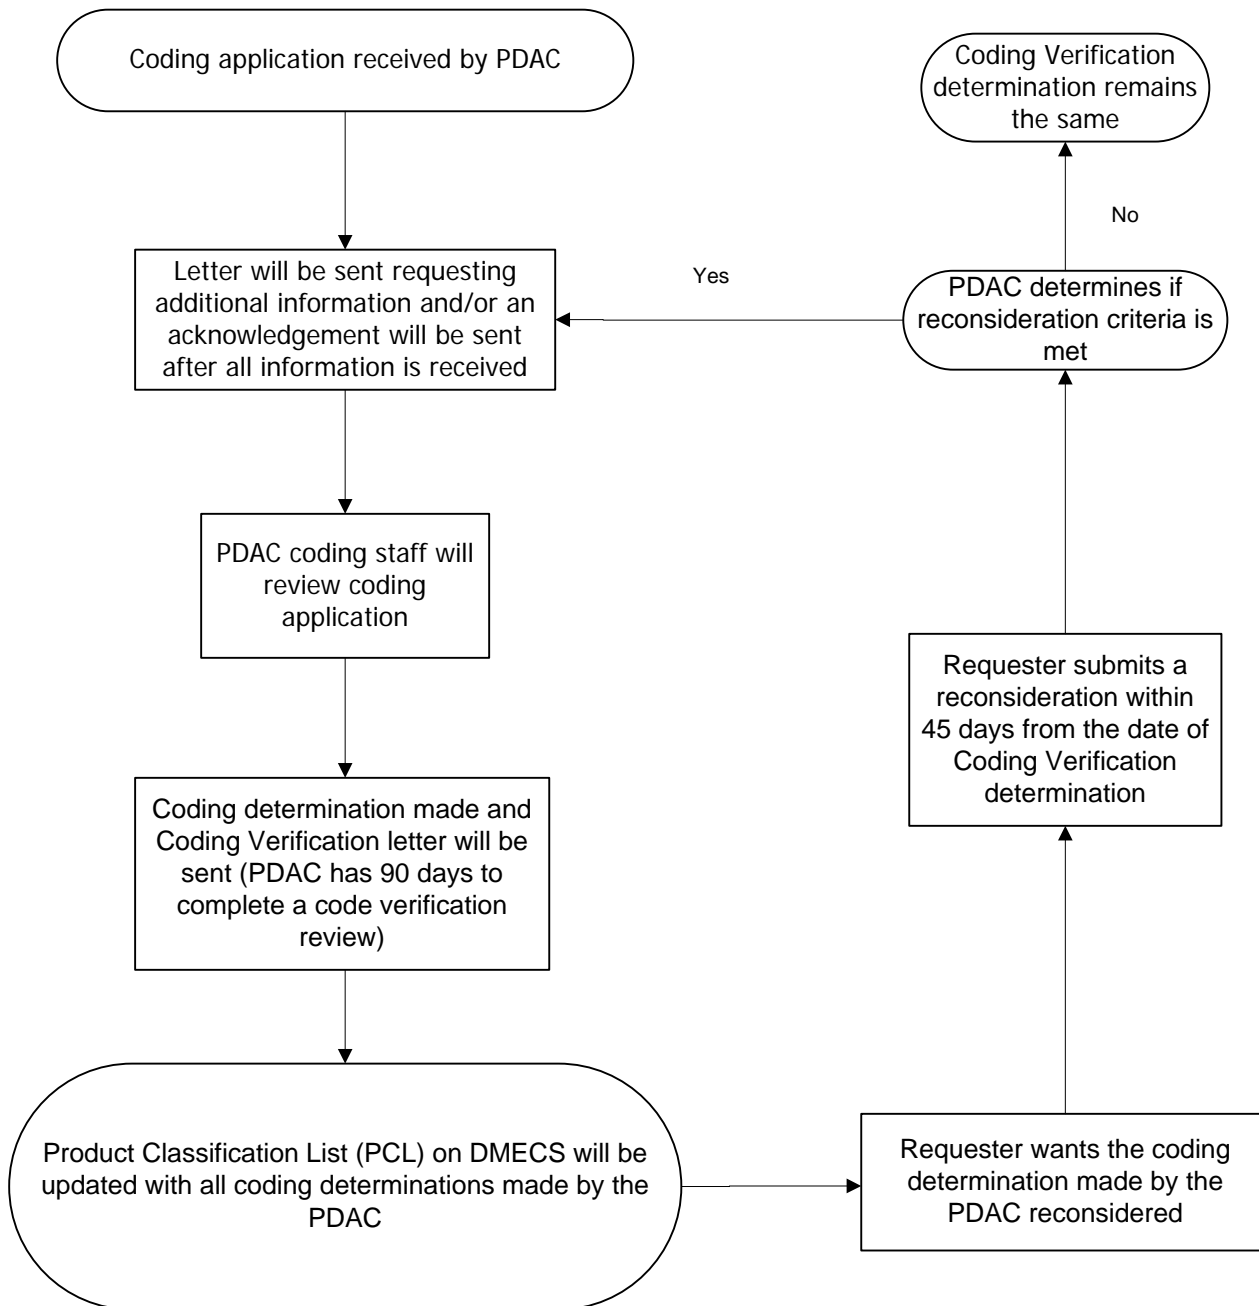 Coding application received by PDAC
Coding Verification
determination remains
the same
No
Letter will be sent requesting
additional information and/or an
acknowledgement will be sent
after all information is received
Yes
PDAC determines if
reconsideration criteria is
met
PDAC coding staff will
review coding
application
Requester submits a
reconsideration within
45 days from the date of
Coding Verification
determination
Coding determination made and
Coding Verification letter will be
sent (PDAC has 90 days to
complete a code verification
review)
Product Classification List (PCL) on DMECS will be
updated with all coding determinations made by the
PDAC
Requester wants the coding
determination made by the
PDAC reconsidered